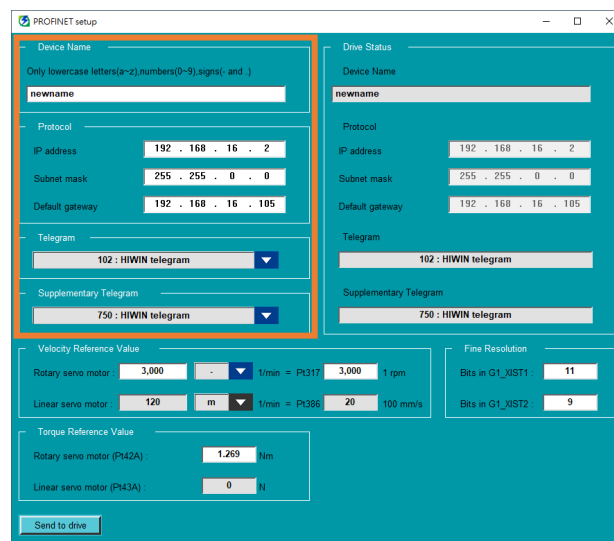 PROFINET setup
Device Name
Only lowercase letters(a~z),numbers(0~9),signs(- and .)
newname
Protocol
IP address 192 . 168 . 16 . 2
Subnet mask 255 . 255 . 0 . 0
Default gateway 192 . 168 . 16 . 105
Telegram
102 : HIWIN telegram
Supplementary Telegram
750 : HIWIN telegram
Drive Status
Device Name
newname
Protocol
IP address 192 . 168 . 16 . 2
Subnet mask 255 . 255 . 0 . 0
Default gateway 192 . 168 . 16 . 105
Telegram
102 : HIWIN telegram
Supplementary Telegram
750 : HIWIN telegram
Velocity Reference Value
Rotary servo motor : 3,000 - 1/min = Pt317 3,000 1 rpm
Linear servo motor : 120 m 1/min = Pt386 20 100 mm/s
Fine Resolution
Bits in G1_XIST1 : 11
Bits in G1_XIST2 : 9
Torque Reference Value
Rotary servo motor (Pt42A) : 1.269 Nm
Linear servo motor (Pt43A) : 0 N
Send to drive